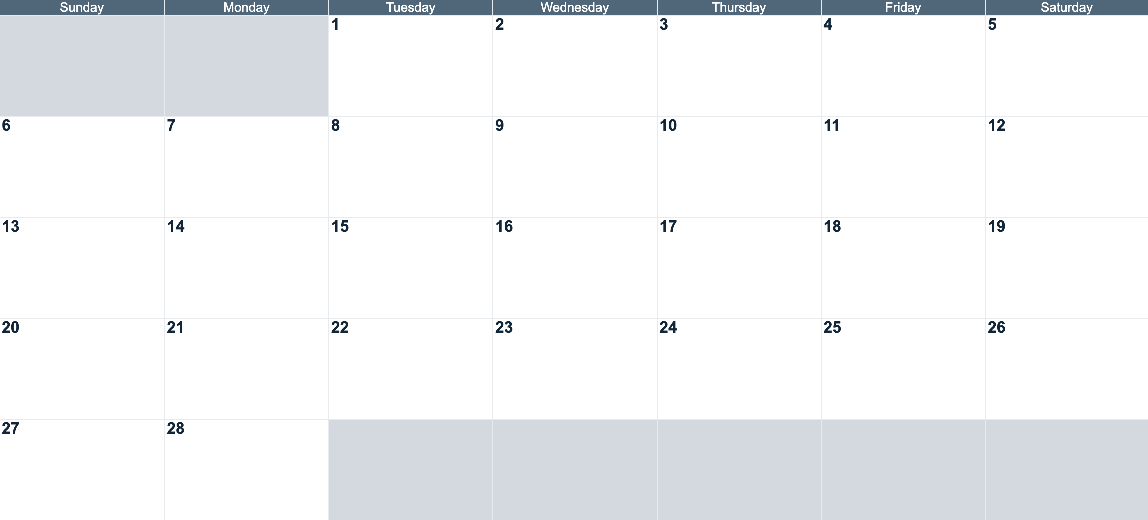 Sunday Monday Tuesday Wednesday Thursday Friday Saturday
1 2 3 4 5
6 7 8 9 10 11 12
13 14 15 16 17 18 19
20 21 22 23 24 25 26
27 28